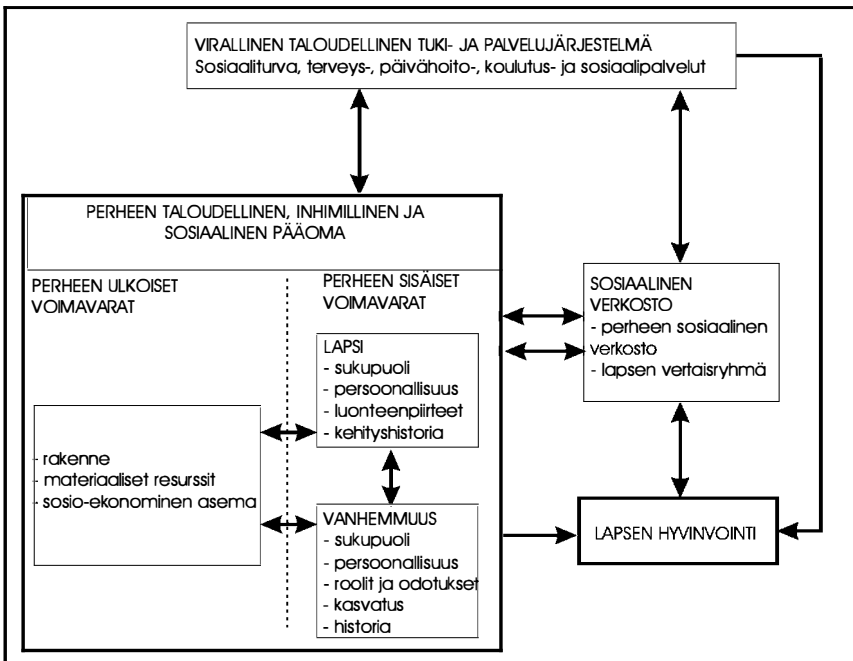 VIRALLINEN TALOUDELLINEN TUKI- JA PALVELUJÄRJESTELMÄ
Sosiaaliturva, terveys-, päivähoito-, koulutus- ja sosiaalipalvelut
PERHEEN TALOUDELLINEN, INHIMILLINEN JA
SOSIAALINEN PÄÄOMA
PERHEEN ULKOISET
VOIMAVARAT
- rakenne
- materiaaliset resurssit
- sosio-ekonominen asema
PERHEEN SISÄISET
VOIMAVARAT
LAPSI
- sukupuoli
- persoonallisuus
- luonteenpiirteet
- kehityshistoria
VANHEMMUUS
- sukupuoli
- persoonallisuus
- roolit ja odotukset
- kasvatus
- historia
SOSIAALINEN
VERKOSTO
- perheen sosiaalinen
verkosto
- lapsen vertaisryhmä
LAPSEN HYVINVOINTI